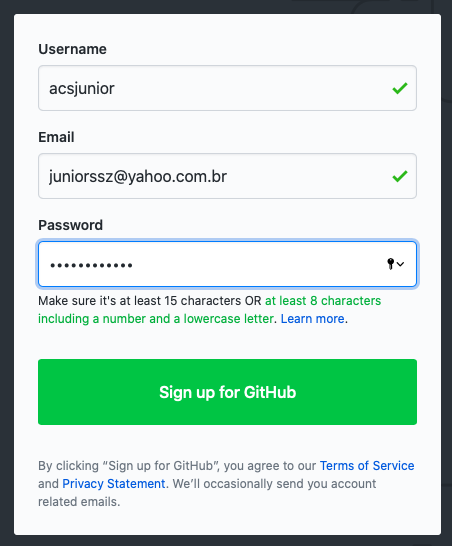 Username
acsjunior
Email
juniorssz@yahoo.com.br
Password
••••••••••••
Make sure it's at least 15 characters OR at least 8 characters
including a number and a lowercase letter. Learn more.
Sign up for GitHub
By clicking “Sign up for GitHub”, you agree to our Terms of Service
and Privacy Statement. We’ll occasionally send you account
related emails.